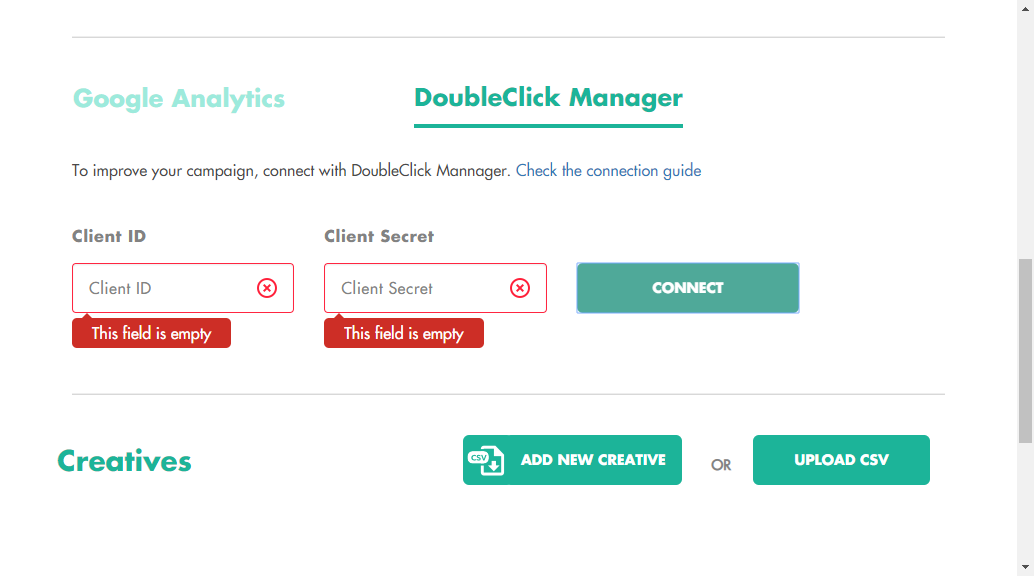 Google Analytics
DoubleClick Manager
To improve your campaign, connect with DoubleClick Mannager. Check the connection guide
Client ID
Client Secret
Client ID
Client Secret
CONNECT
This field is empty
This field is empty
Creatives
CSV
ADD NEW CREATIVE
OR
UPLOAD CSV